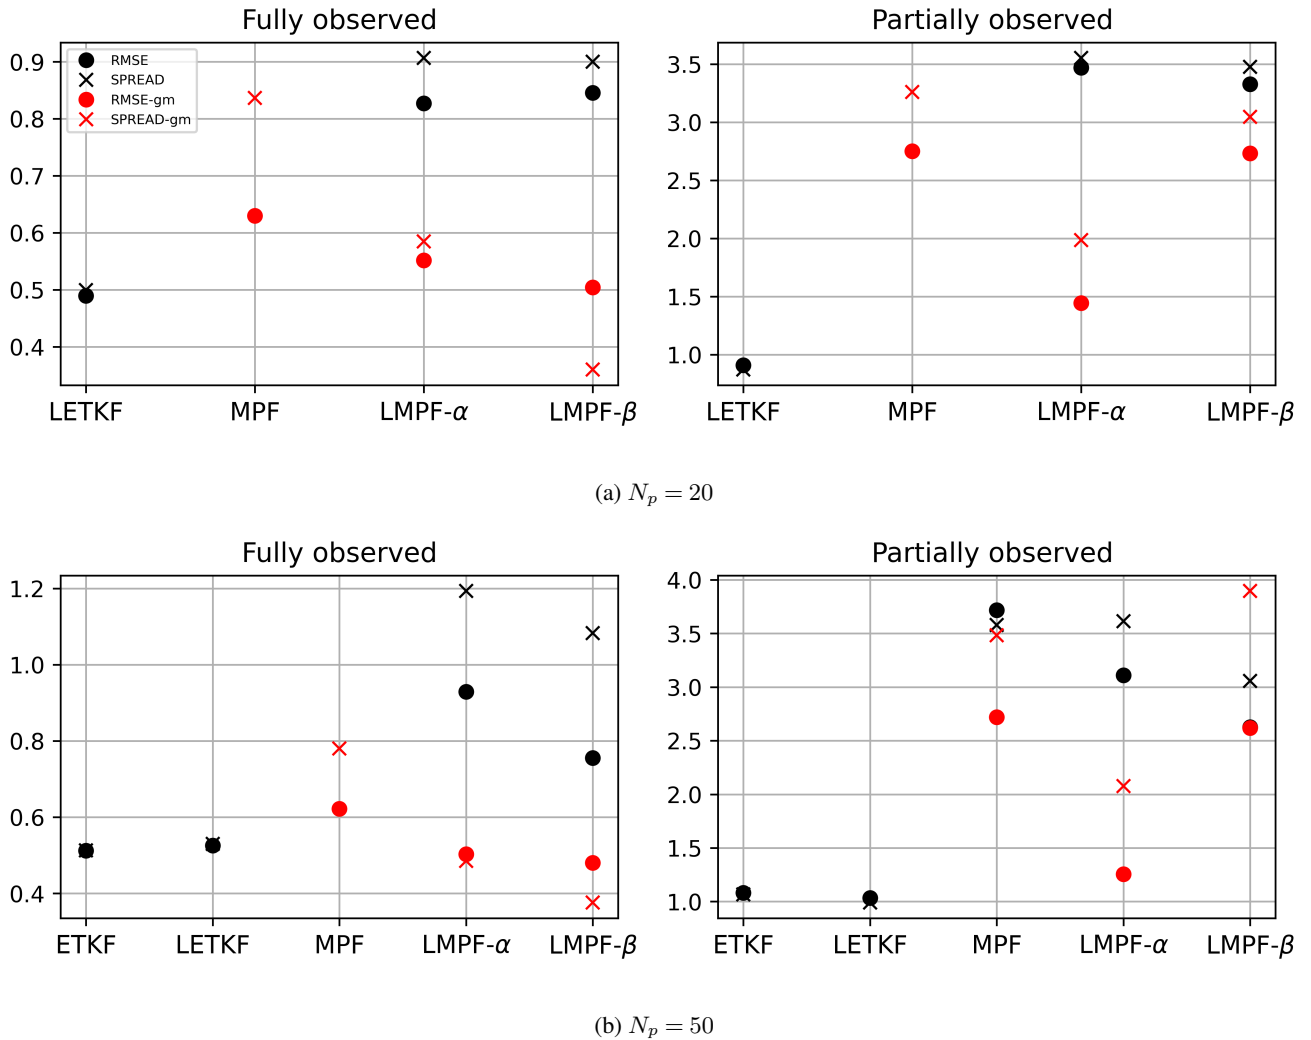 Fully observed
Partially observed
RMSE
SPREAD
RMSE-gm
SPREAD-gm
0.9
0.8
0.7
0.6
0.5
0.4
LETKF MPF LMPF-α LMPF-β
3.5
3.0
2.5
2.0
1.5
1.0
LETKF MPF LMPF-α LMPF-β
(a) Nₚ = 20
Fully observed
Partially observed
1.2
1.0
0.8
0.6
0.4
ETKF LETKF MPF LMPF-α LMPF-β
4.0
3.5
3.0
2.5
2.0
1.5
1.0
ETKF LETKF MPF LMPF-α LMPF-β
(b) Nₚ = 50